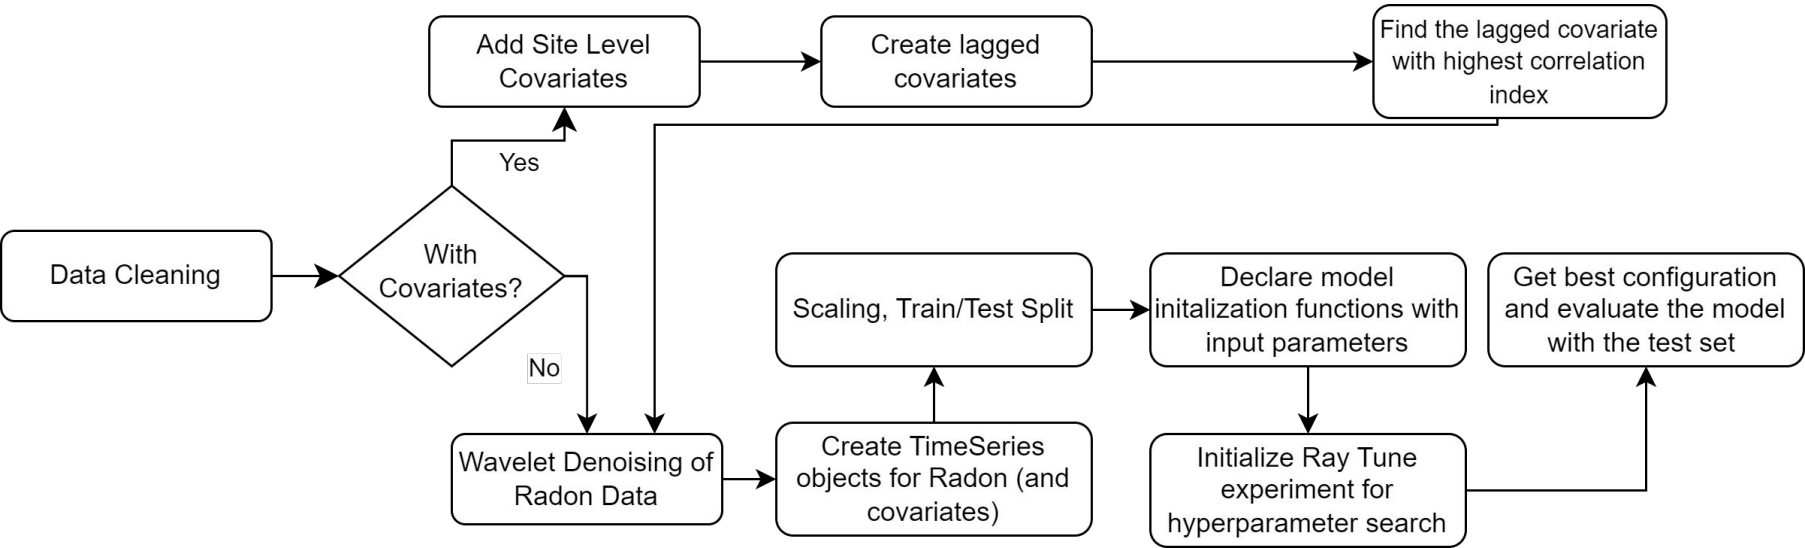 Add Site Level
Covariates
Create lagged
covariates
Find the lagged covariate
with highest correlation
index
Yes
Data Cleaning
With
Covariates?
No
Wavelet Denoising of
Radon Data
Create TimeSeries
objects for Radon (and
covariates)
Scaling, Train/Test Split
Declare model
initalization functions with
input parameters
Initialize Ray Tune
experiment for
hyperparameter search
Get best configuration
and evaluate the model
with the test set